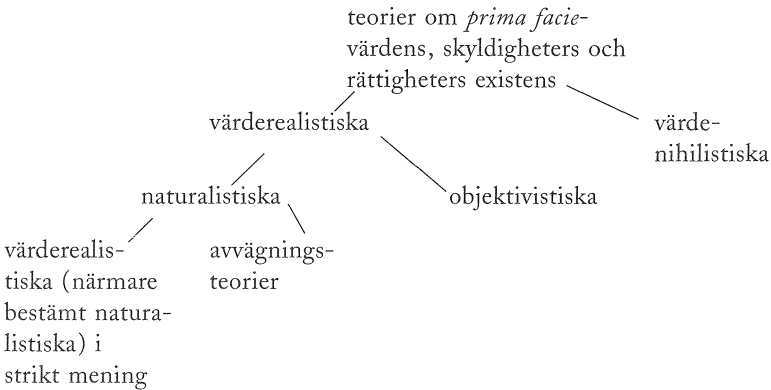 teorier om prima facie-
värdens, skyldigheters och
rättigheters existens
värderealistiska
värde-
nihilistiska
naturalistiska
objektivistiska
värderealis-
tiska (närmare
bestämt natura-
listiska) i
strikt mening
avvägnings-
teorier